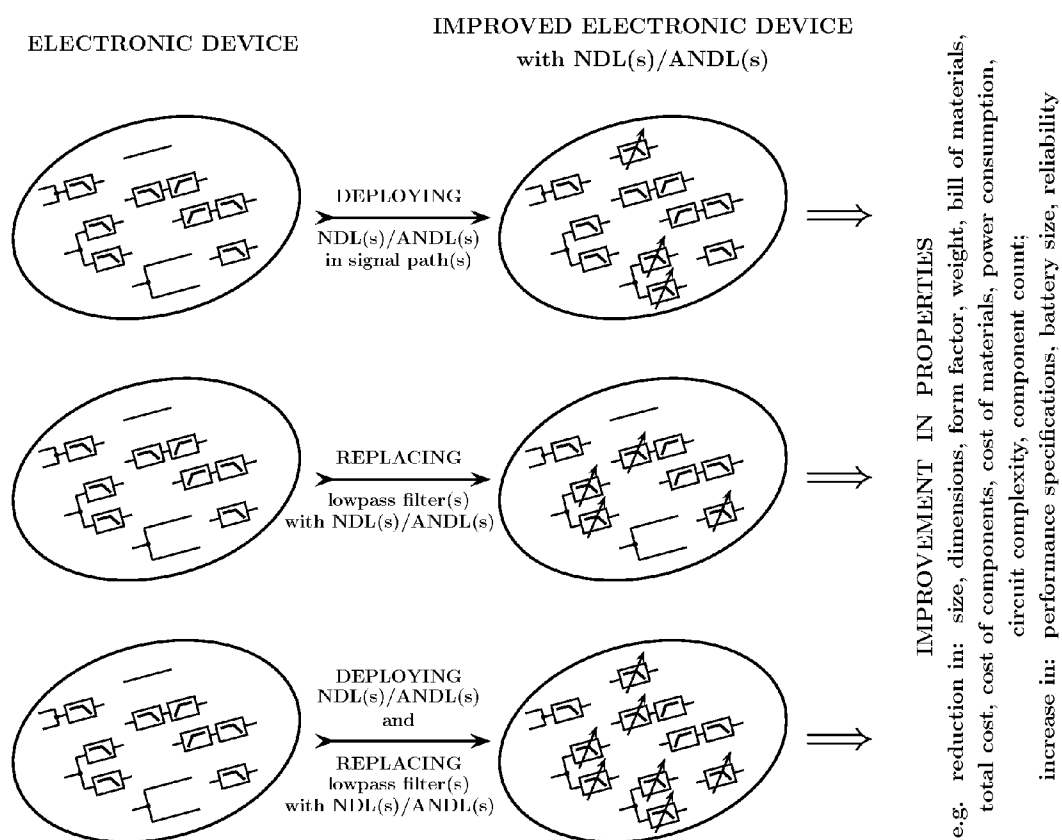 ELECTRONIC DEVICE
IMPROVED ELECTRONIC DEVICE
with NDL(s)/ANDL(s)
DEPLOYING
NDL(s)/ANDL(s)
in signal path(s)
REPLACING
lowpass filter(s)
with NDL(s)/ANDL(s)
DEPLOYING
NDL(s)/ANDL(s)
and
REPLACING
lowpass filter(s)
with NDL(s)/ANDL(s)
IMPROVEMENT IN PROPERTIES
e.g. reduction in: size, dimensions, form factor, weight, bill of materials,
total cost, cost of components, cost of materials, power consumption,
circuit complexity, component count;
increase in: performance specifications, battery size, reliability